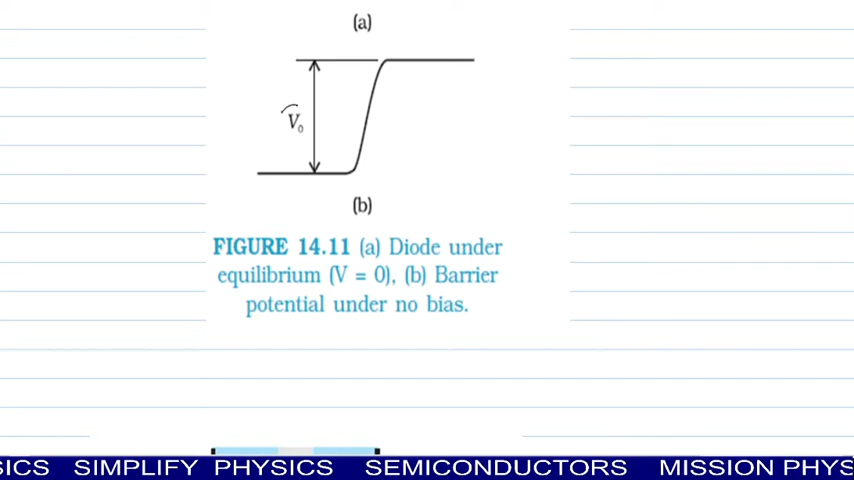 (a)
V₀
(b)
FIGURE 14.11 (a) Diode under
equilibrium (V = 0), (b) Barrier
potential under no bias.
SICS SIMPLIFY PHYSICS SEMICONDUCTORS MISSION PHYS